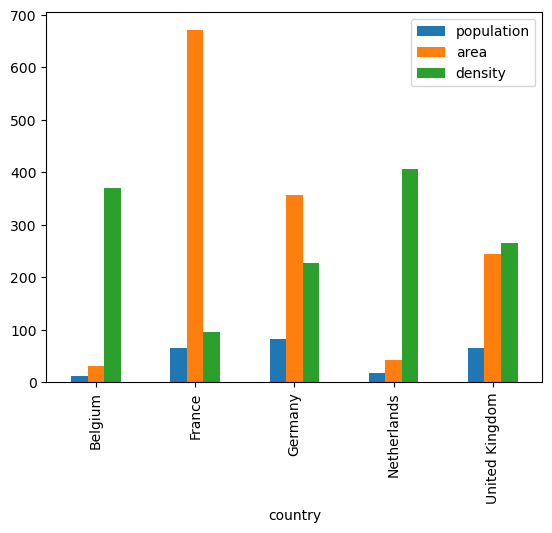 700
600
500
400
300
200
100
0
population
area
density
Belgium
France
Germany
Netherlands
United Kingdom
country